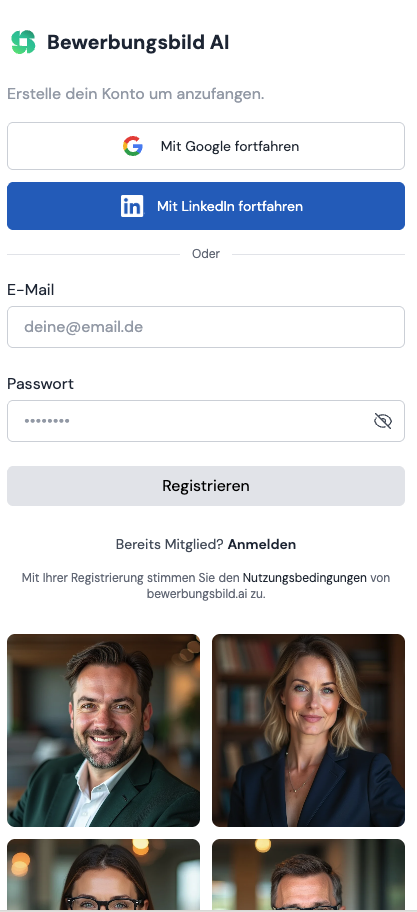 Bewerbungsbild AI
Erstelle dein Konto um anzufangen.
Mit Google fortfahren
Mit LinkedIn fortfahren
Oder
E-Mail
deine@email.de
Passwort
••••••••
Registrieren
Bereits Mitglied? Anmelden
Mit Ihrer Registrierung stimmen Sie den Nutzungsbedingungen von
bewerbungsbild.ai zu.